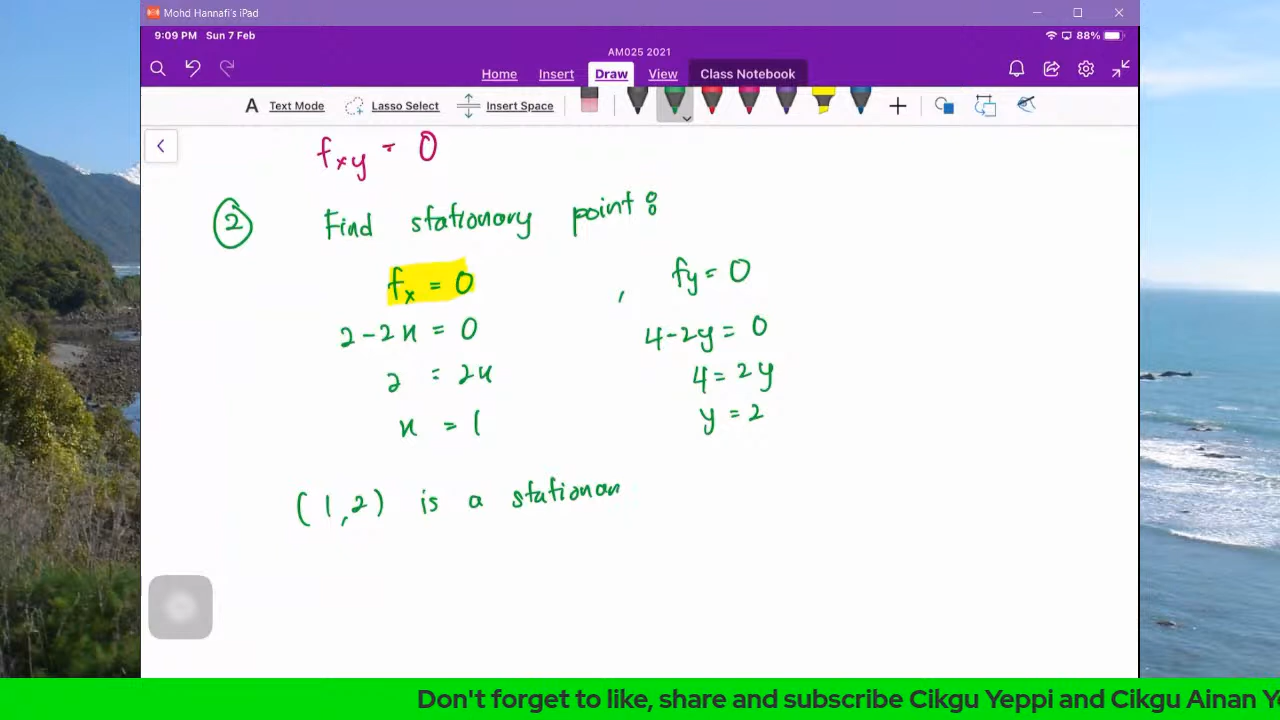 Mohd Hannafi's iPad
9:09 PM Sun 7 Feb
88%
AM025 2021
Home Insert Draw View Class Notebook
A Text Mode Lasso Select Insert Space
fxy = 0
2 Find stationary point:
fx = 0 , fy = 0
2-2x = 0 4-2y = 0
2 = 2x 4 = 2y
x = 1 y = 2
(1,2) is a stationar
Don't forget to like, share and subscribe Cikgu Yeppi and Cikgu Ainan Y